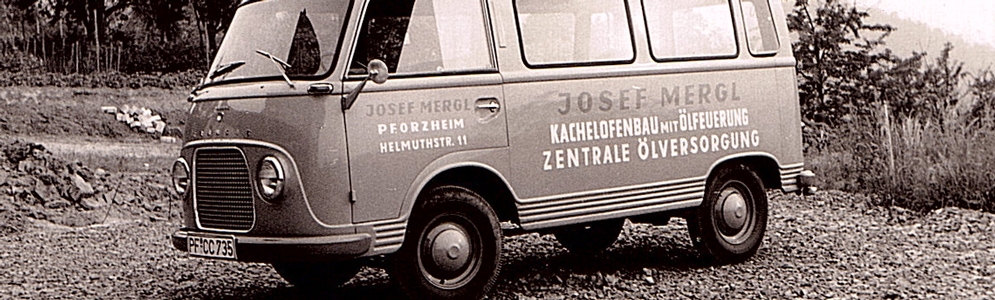 JOSEF MERGL
PFORZHEIM
HELMUTHSTR. 11
JOSEF MERGL
KACHELOFENBAU MIT ÖLFEUERUNG
ZENTRALE ÖLVERSORGUNG
PF-CC 735